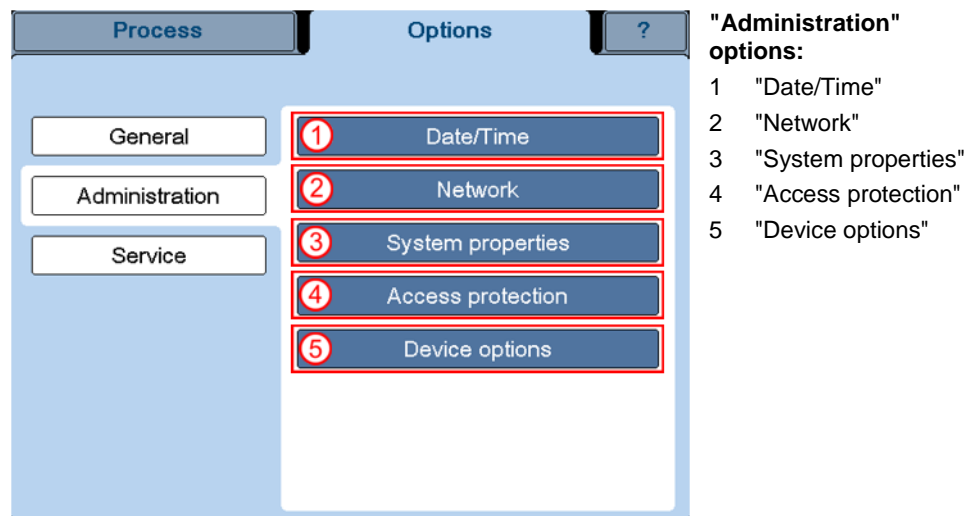 Process
Options
?
General
Administration
Service
1 Date/Time
2 Network
3 System properties
4 Access protection
5 Device options
"Administration"
options:
1 "Date/Time"
2 "Network"
3 "System properties"
4 "Access protection"
5 "Device options"